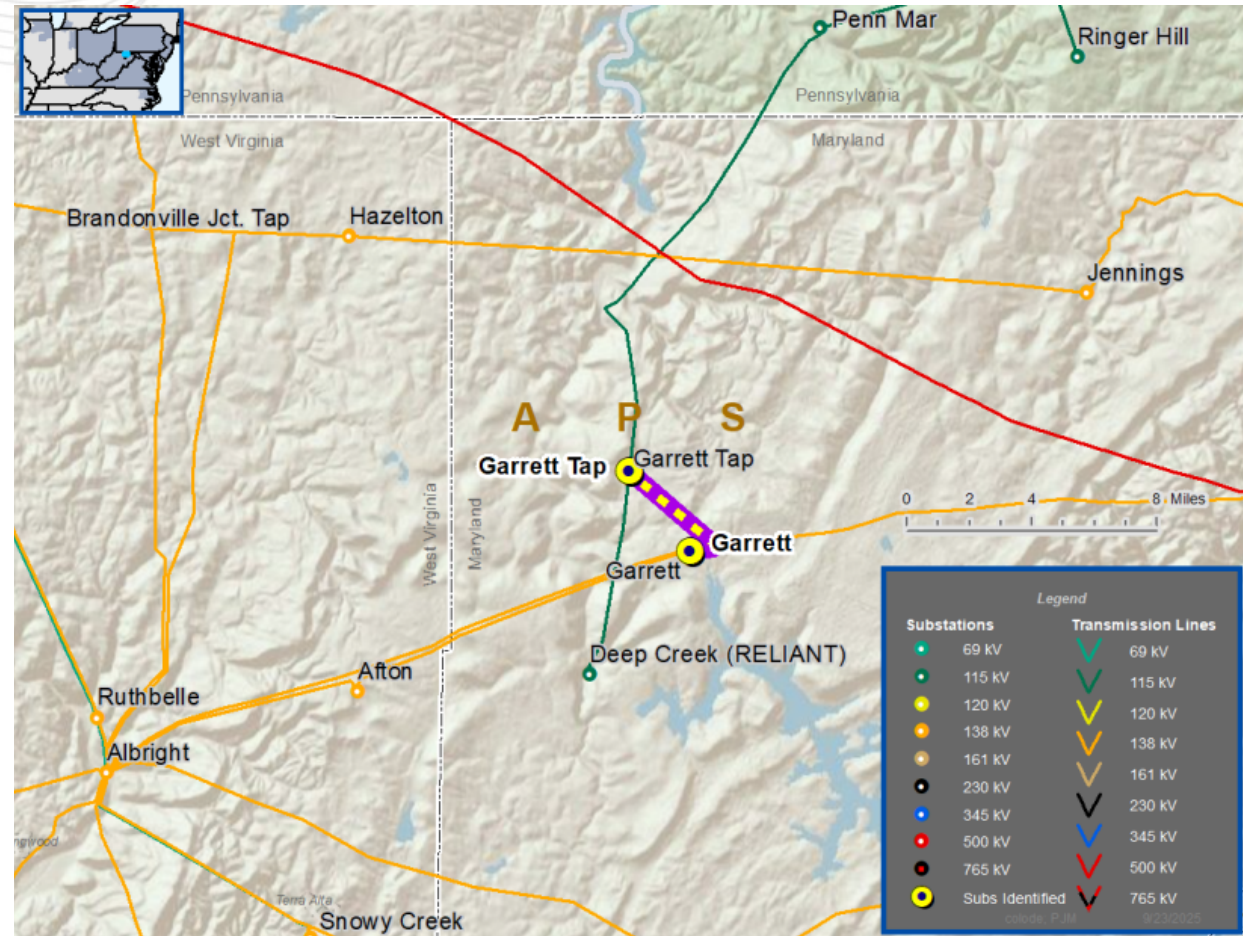 Penn Mar
Ringer Hill
Pennsylvania
Pennsylvania
West Virginia
Maryland
Brandonville Jct. Tap
Hazelton
Jennings
A P S
Garrett Tap
Garrett Tap
0 2 4 8 Miles
West Virginia
Maryland
Garrett
Garrett
Deep Creek (RELIANT)
Afton
Ruthbelle
Albright
Terra Alta
Snowy Creek
Legend
Substations
69 kV
115 kV
120 kV
138 kV
161 kV
230 kV
345 kV
500 kV
765 kV
Subs Identified
Transmission Lines
69 kV
115 kV
120 kV
138 kV
161 kV
230 kV
345 kV
500 kV
765 kV
colode, PJM 9/23/2025